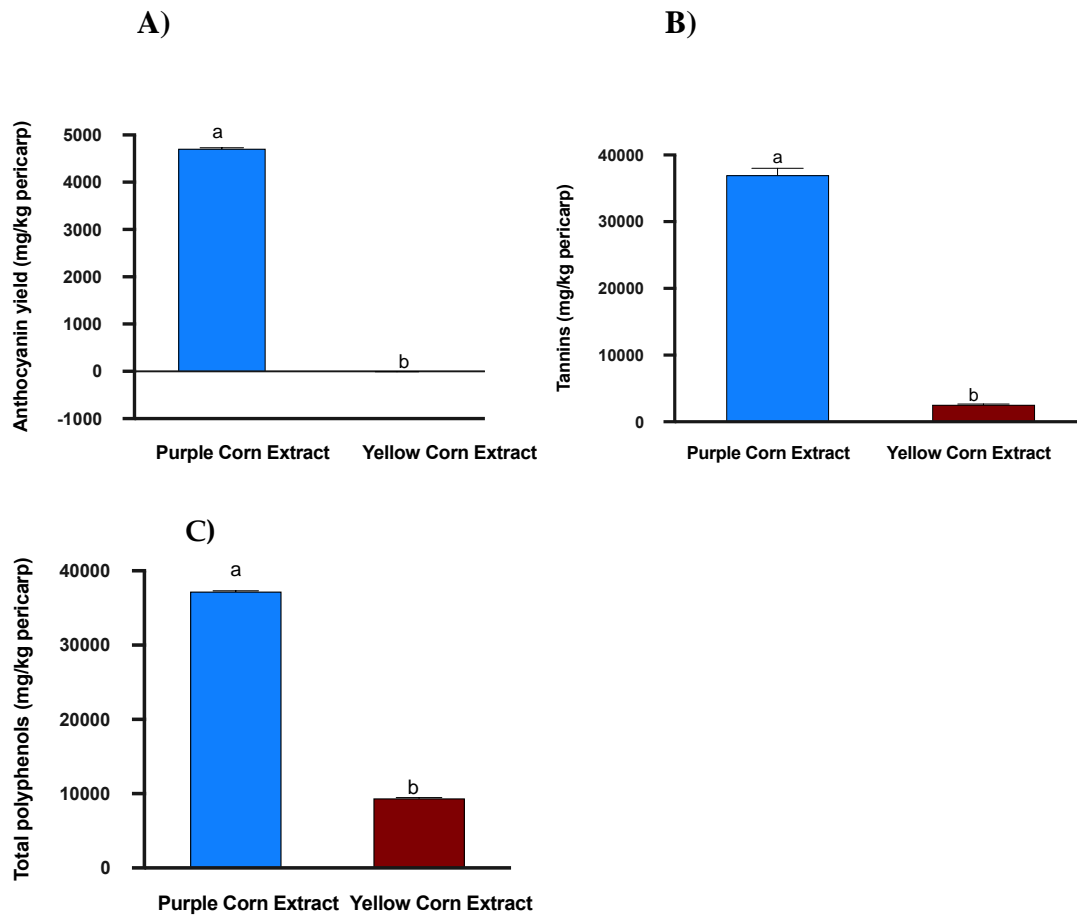 A)
Anthocyanin yield (mg/kg pericarp)
5000
4000
3000
2000
1000
0
-1000
a
b
Purple Corn Extract
Yellow Corn Extract
B)
Tannins (mg/kg pericarp)
40000
30000
20000
10000
0
a
b
Purple Corn Extract
Yellow Corn Extract
C)
Total polyphenols (mg/kg pericarp)
40000
30000
20000
10000
0
a
b
Purple Corn Extract
Yellow Corn Extract